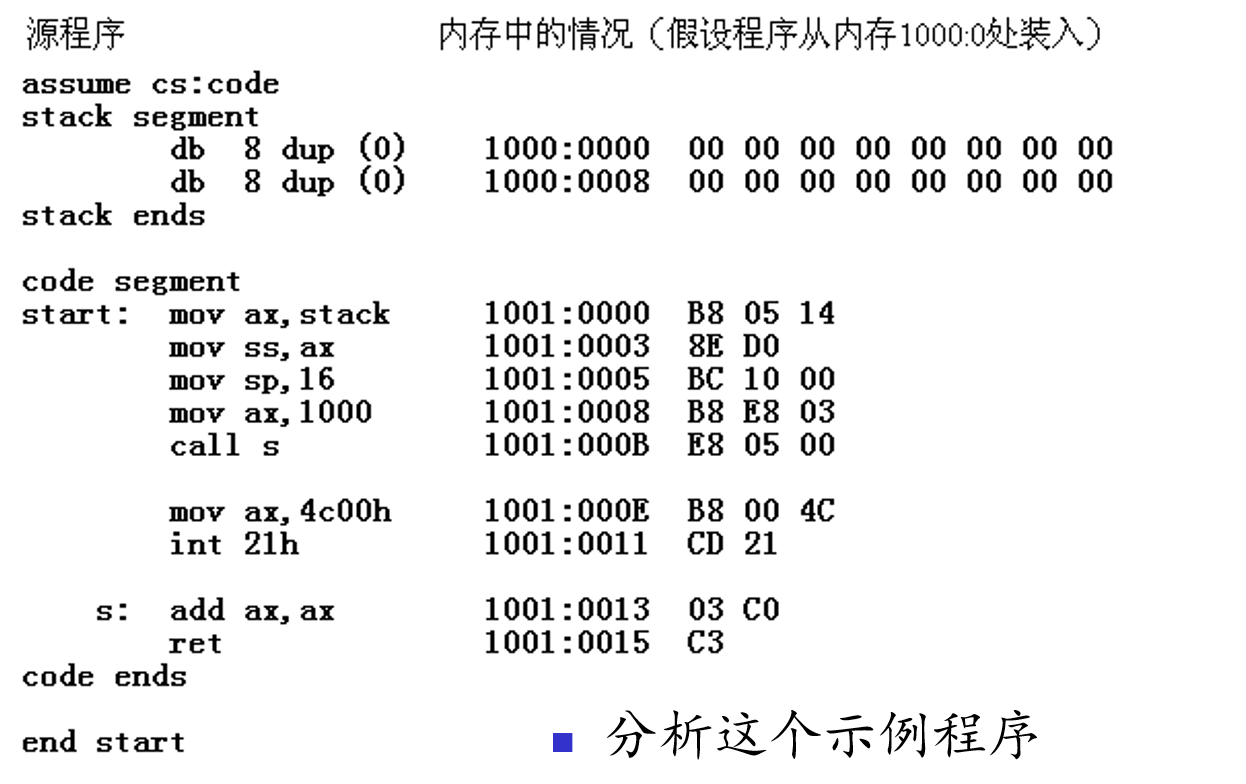 源程序 内存中的情况（假设程序从内存1000:0处装入）
assume cs:code
stack segment
db 8 dup (0) 1000:0000 00 00 00 00 00 00 00 00
db 8 dup (0) 1000:0008 00 00 00 00 00 00 00 00
stack ends
code segment
start: mov ax,stack 1001:0000 B8 05 14
mov ss,ax 1001:0003 8E D0
mov sp,16 1001:0005 BC 10 00
mov ax,1000 1001:0008 B8 E8 03
call s 1001:000B E8 05 00
mov ax,4c00h 1001:000E B8 00 4C
int 21h 1001:0011 CD 21
s: add ax,ax 1001:0013 03 C0
ret 1001:0015 C3
code ends
end start ■ 分析这个示例程序